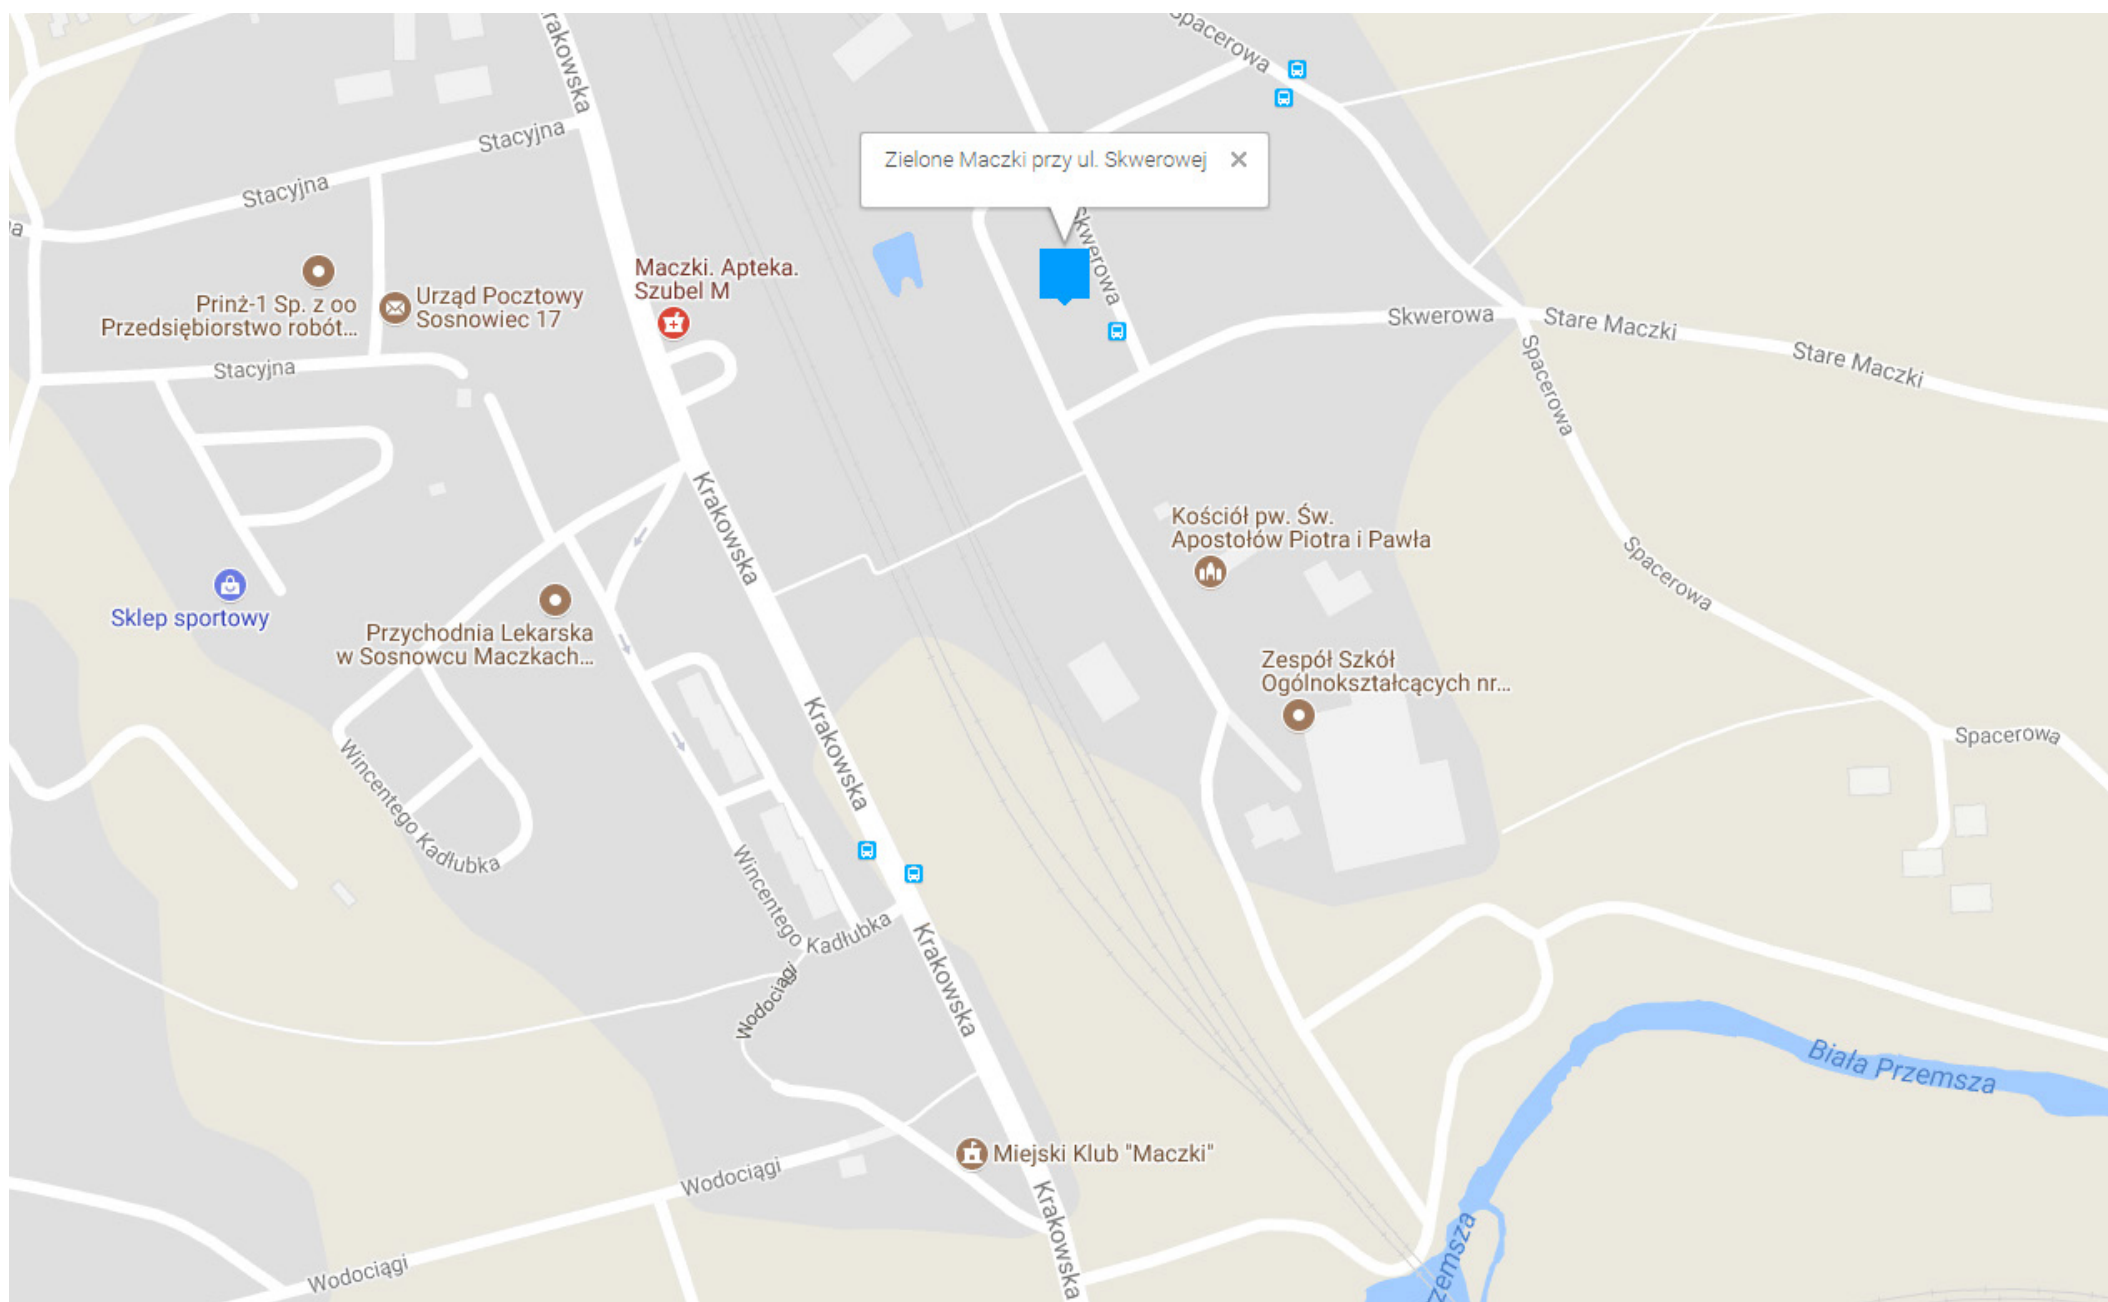 Krakowska
Spacerowa
Stacyjna
Zielone Maczki przy ul. Skwerowej
Stacyjna
Skwerowa
Maczki. Apteka.
Szubel M
Prinż-1 Sp. z oo
Przedsiębiorstwo robót...
Urząd Pocztowy
Sosnowiec 17
Skwerowa
Stare Maczki
Stare Maczki
Spacerowa
Stacyjna
Krakowska
Kościół pw. Św.
Apostołów Piotra i Pawła
Spacerowa
Sklep sportowy
Przychodnia Lekarska
w Sosnowcu Maczkach...
Zespół Szkół
Ogólnokształcących nr...
Krakowska
Spacerowa
Wincentego Kadłubka
Wincentego Kadłubka
Krakowska
Wodociągi
Biała Przemsza
Miejski Klub "Maczki"
Wodociągi
Krakowska
Wodociągi